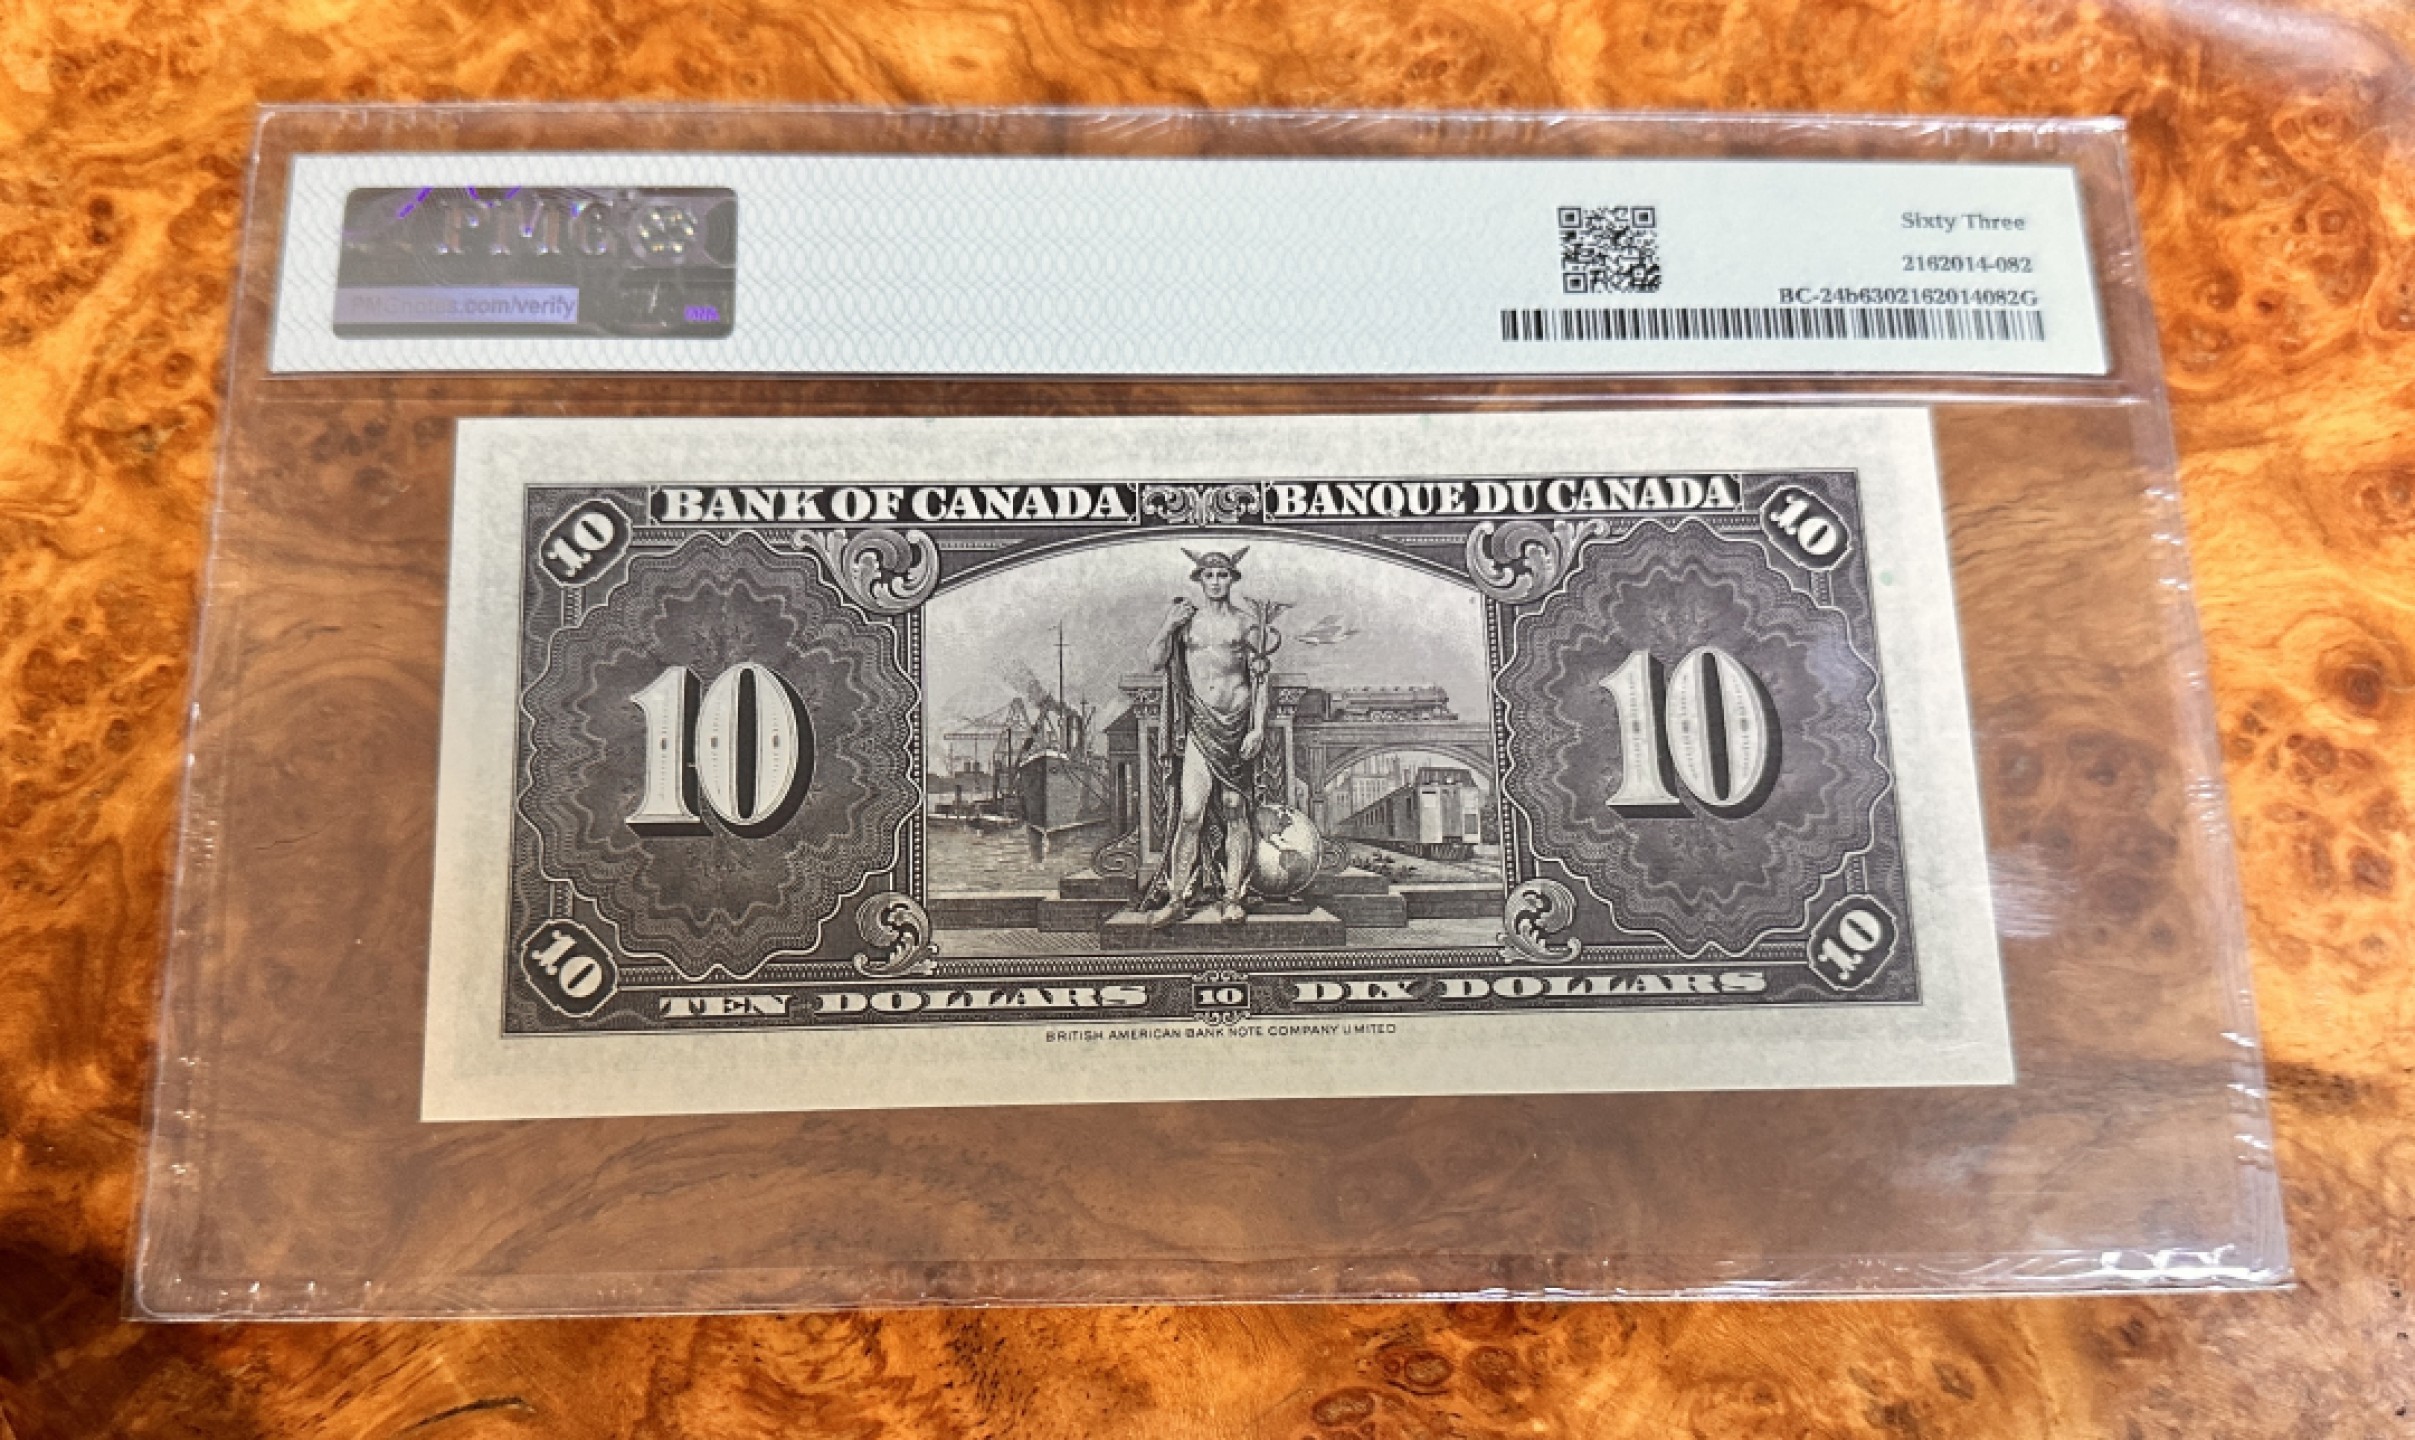 PMG
PMGnotes.com/verify
Sixty Three
2162014-082
BC-24b6302162014082G
BANK OF CANADA BANQUE DU CANADA
10 10
10 10
10 10
TEN DOLLARS 10 DIX DOLLARS
BRITISH AMERICAN BANK NOTE COMPANY LIMITED